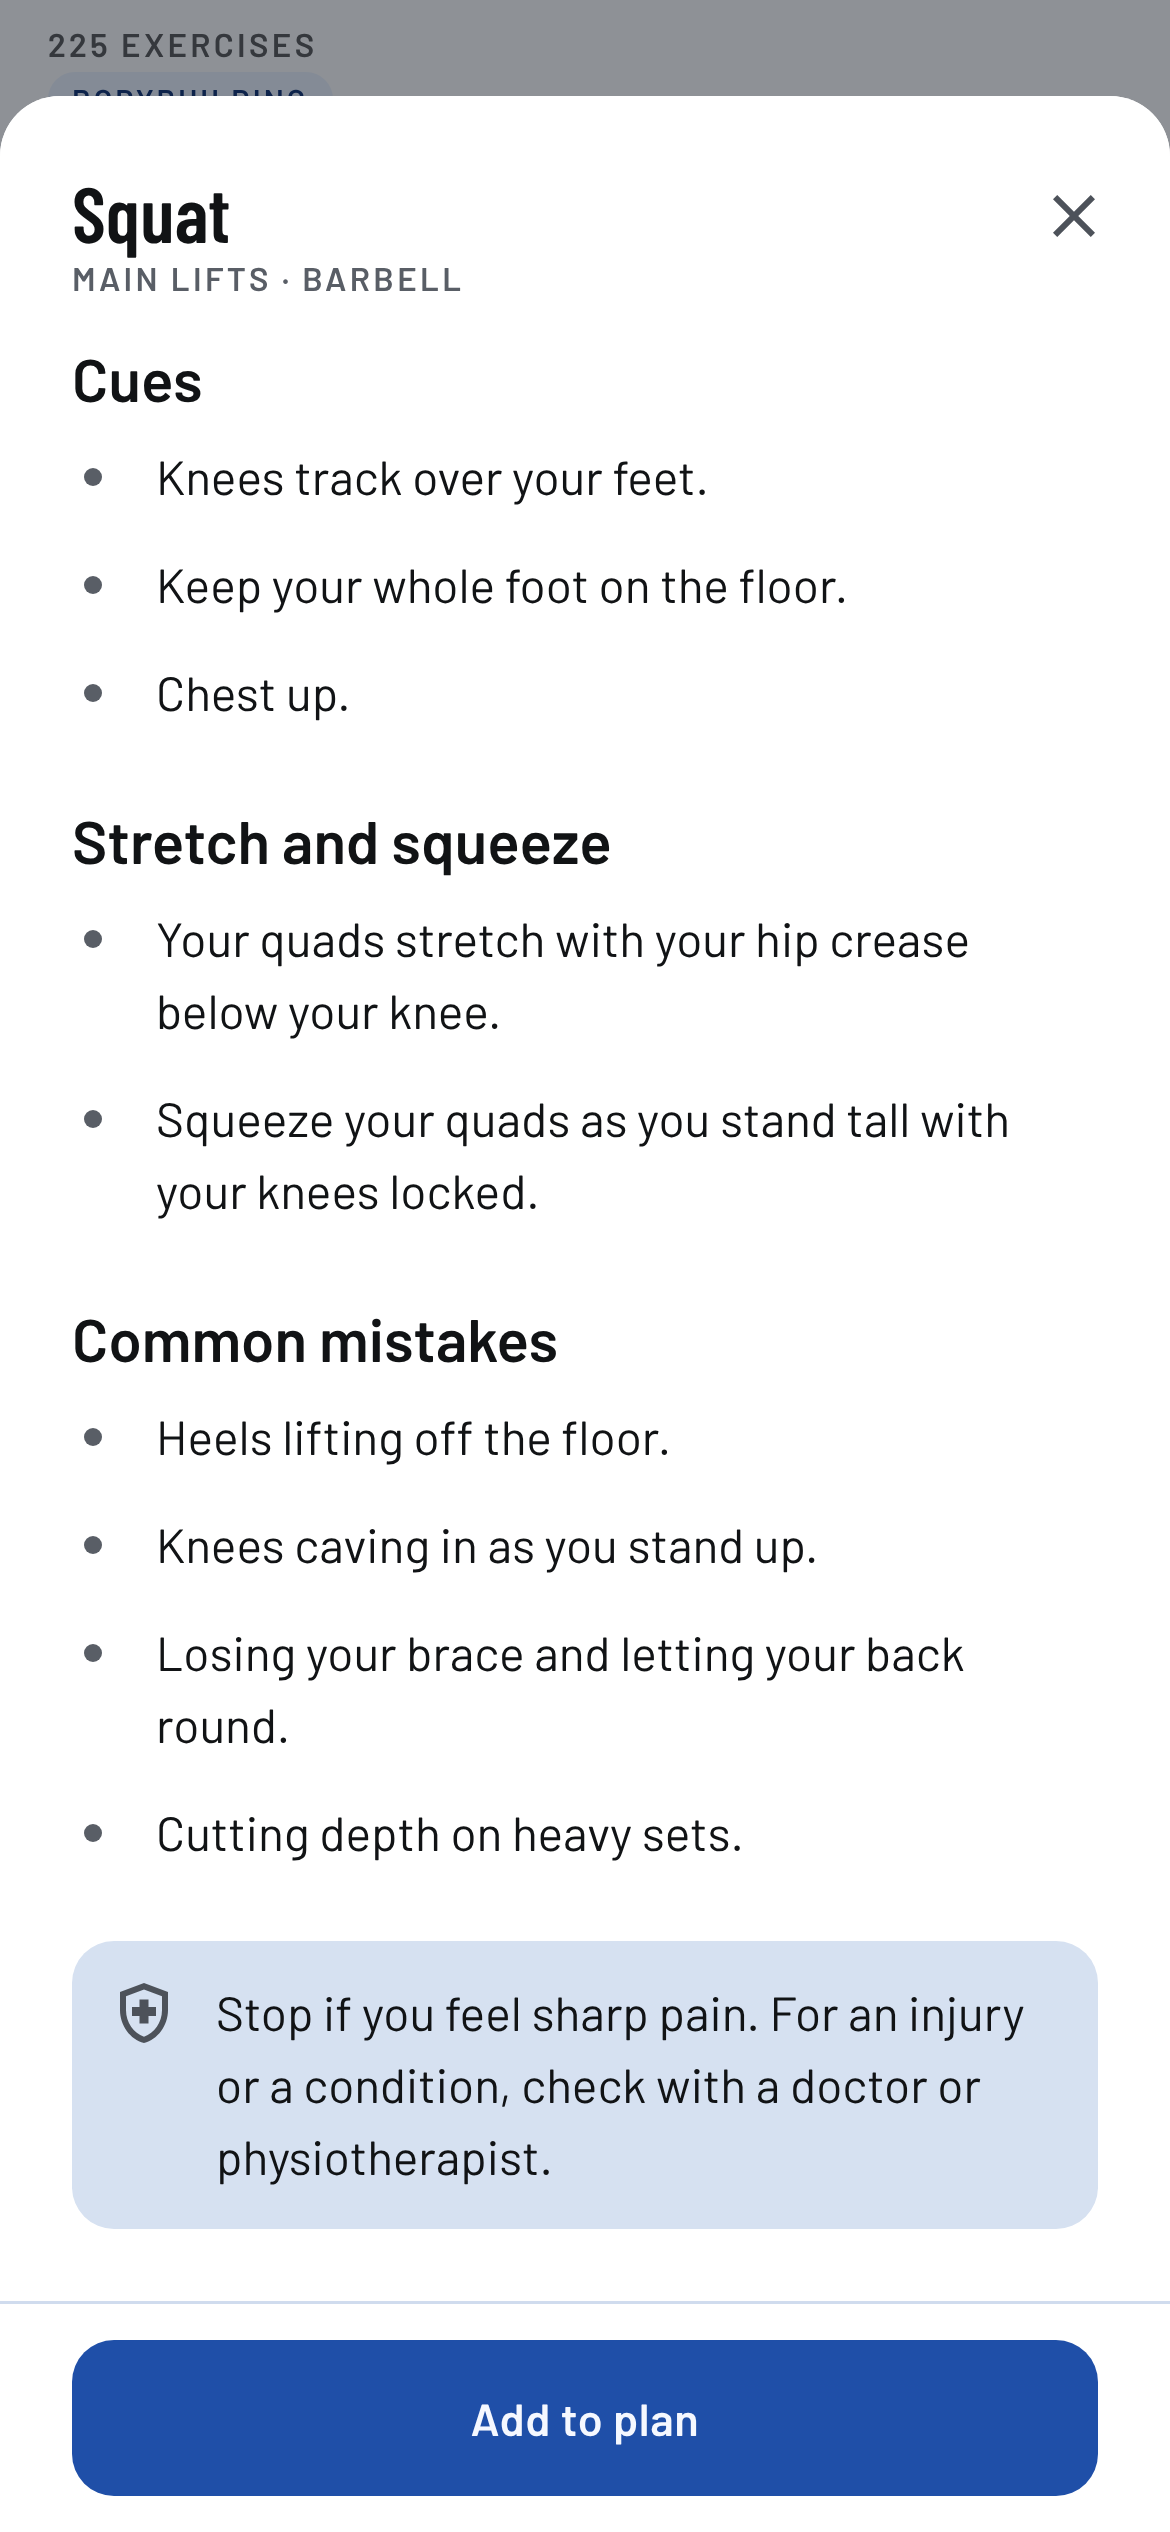 225 EXERCISES
BODYBUILDING
Squat
MAIN LIFTS · BARBELL
Cues
Knees track over your feet.
Keep your whole foot on the floor.
Chest up.
Stretch and squeeze
Your quads stretch with your hip crease
below your knee.
Squeeze your quads as you stand tall with
your knees locked.
Common mistakes
Heels lifting off the floor.
Knees caving in as you stand up.
Losing your brace and letting your back
round.
Cutting depth on heavy sets.
Stop if you feel sharp pain. For an injury
or a condition, check with a doctor or
physiotherapist.
Add to plan